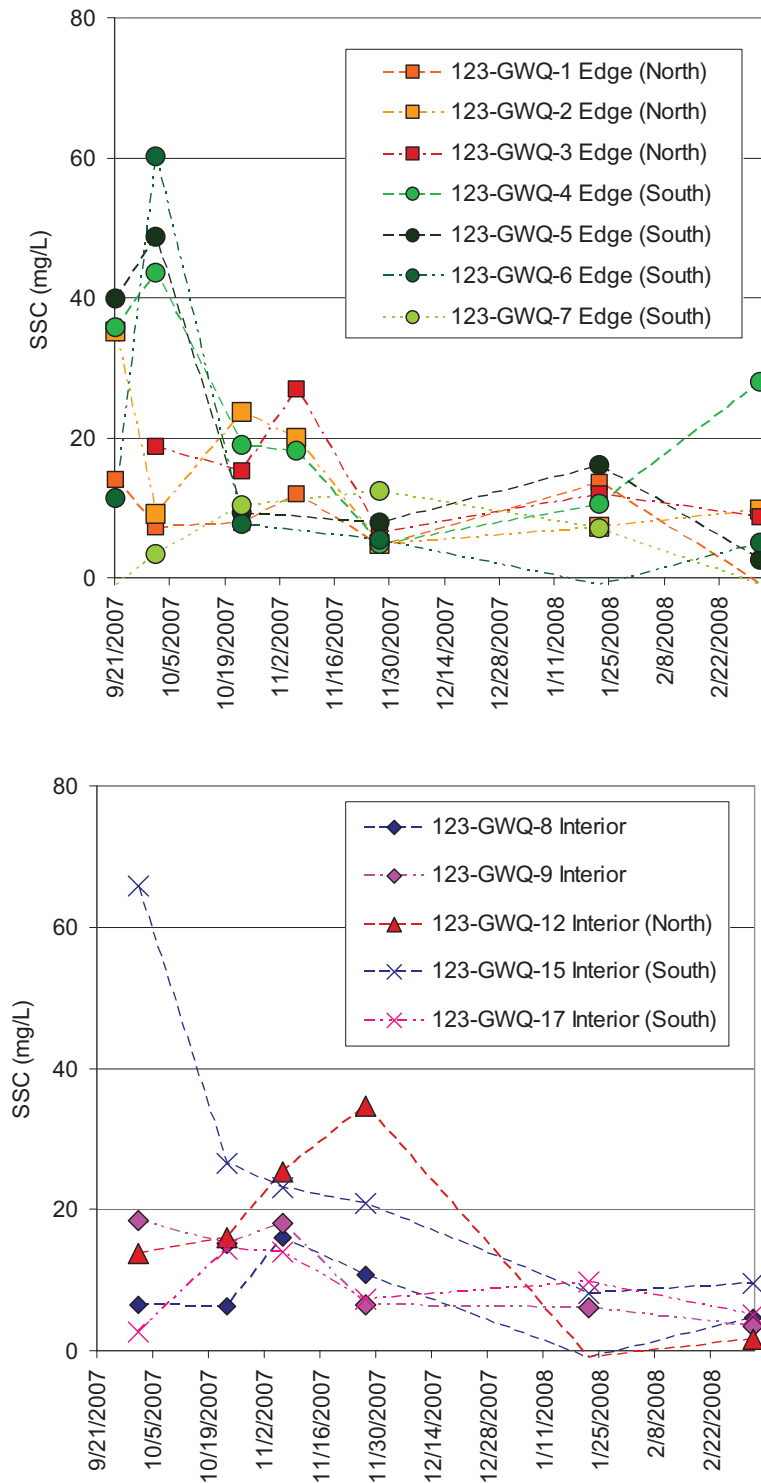 80
60
40
20
0
SSC (mg/L)
123-GWQ-1 Edge (North)
123-GWQ-2 Edge (North)
123-GWQ-3 Edge (North)
123-GWQ-4 Edge (South)
123-GWQ-5 Edge (South)
123-GWQ-6 Edge (South)
123-GWQ-7 Edge (South)
9/21/2007
10/5/2007
10/19/2007
11/2/2007
11/16/2007
11/30/2007
12/14/2007
12/28/2007
1/11/2008
1/25/2008
2/8/2008
2/22/2008
80
60
40
20
0
SSC (mg/L)
123-GWQ-8 Interior
123-GWQ-9 Interior
123-GWQ-12 Interior (North)
123-GWQ-15 Interior (South)
123-GWQ-17 Interior (South)
9/21/2007
10/5/2007
10/19/2007
11/2/2007
11/16/2007
11/30/2007
12/14/2007
12/28/2007
1/11/2008
1/25/2008
2/8/2008
2/22/2008